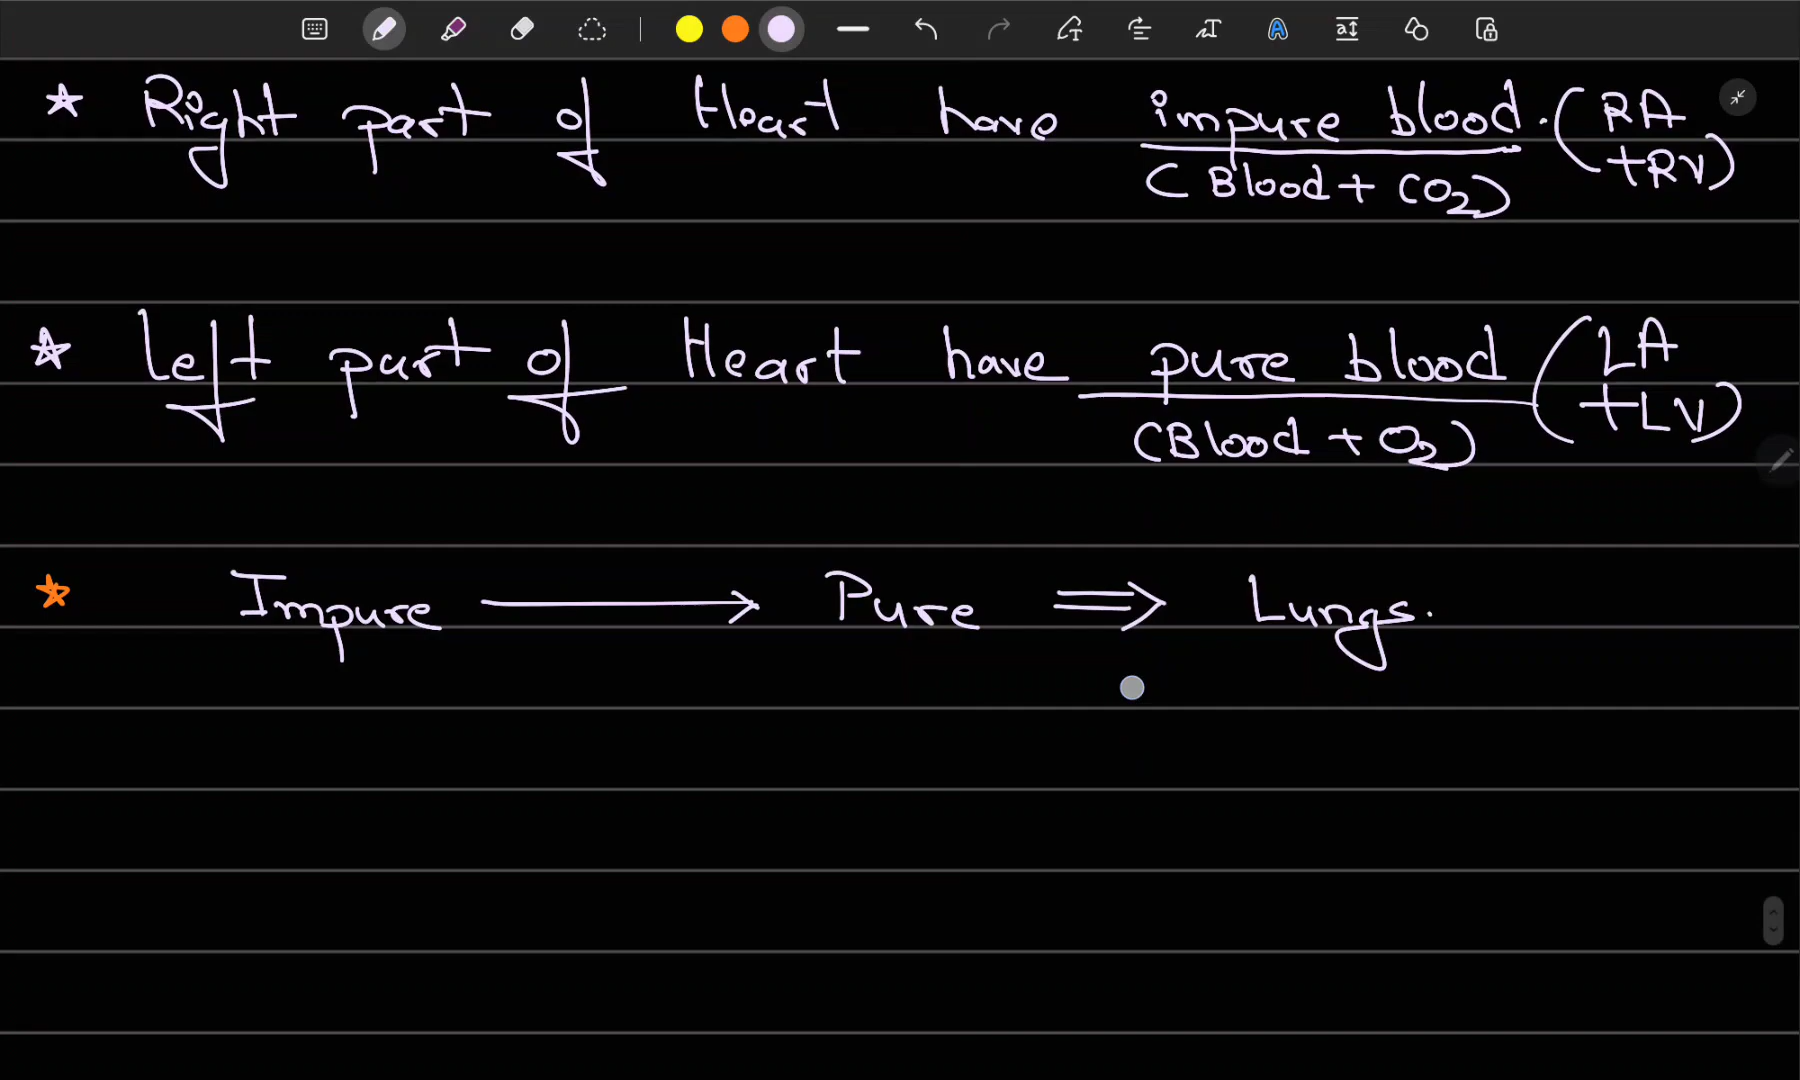 ☆ Right part of Heart have impure blood. (RA +RV)
(Blood + CO2)
☆ Left part of Heart have pure blood (LA +LV)
(Blood + O2)
☆ Impure ⟶ Pure ⟹ Lungs.